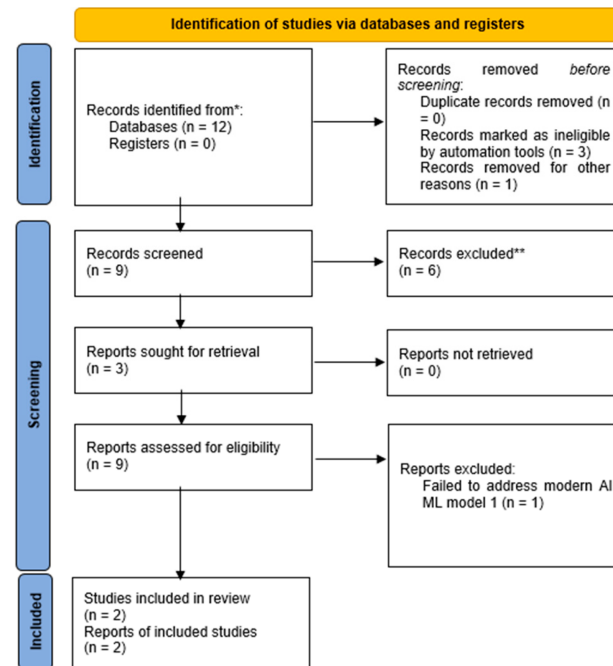 Identification of studies via databases and registers
Identification
Records identified from*:
Databases (n = 12)
Registers (n = 0)
Records removed before
screening:
Duplicate records removed (n
= 0)
Records marked as ineligible
by automation tools (n = 3)
Records removed for other
reasons (n = 1)
Screening
Records screened
(n = 9)
Records excluded**
(n = 6)
Reports sought for retrieval
(n = 3)
Reports not retrieved
(n = 0)
Reports assessed for eligibility
(n = 9)
Reports excluded:
Failed to address modern AI
ML model 1 (n = 1)
Included
Studies included in review
(n = 2)
Reports of included studies
(n = 2)